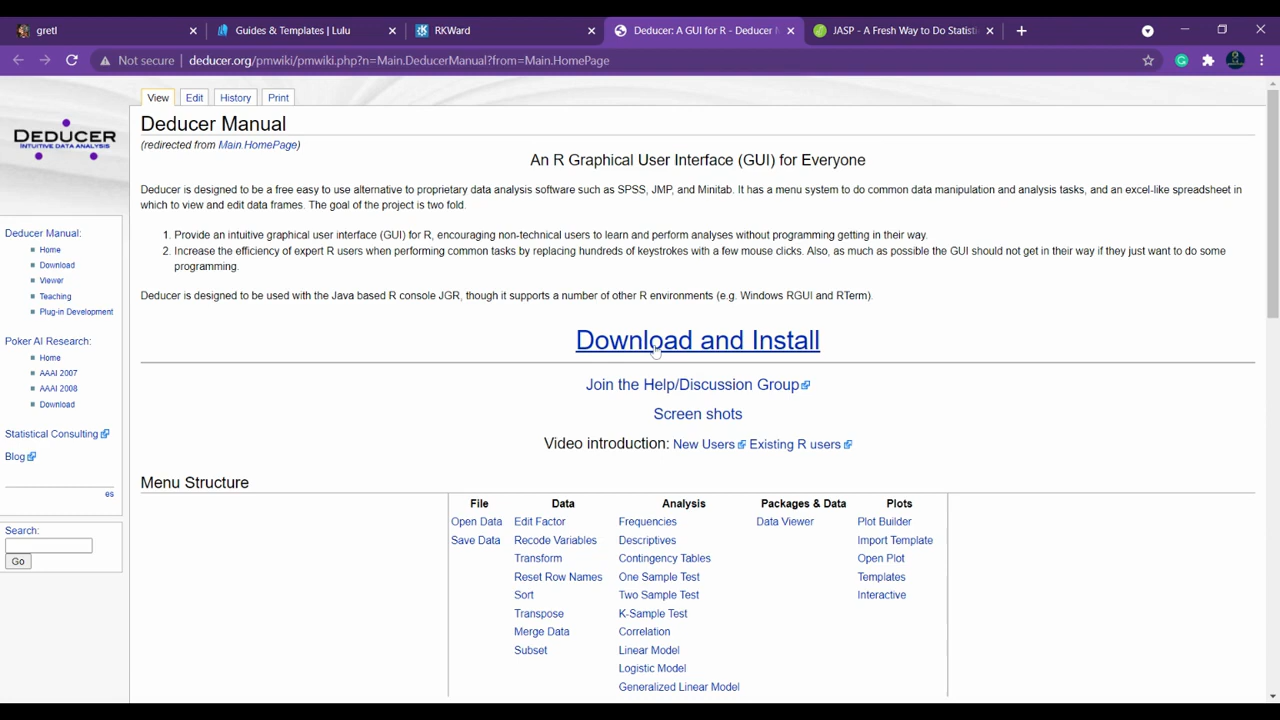 gretl
Guides & Templates | Lulu
RKWard
Deducer: A GUI for R - Deducer
JASP - A Fresh Way to Do Statisti
Not secure
deducer.org/pmwiki/pmwiki.php?n=Main.DeducerManual?from=Main.HomePage
View
Edit
History
Print
DEDUCER
INTUITIVE DATA ANALYSIS
Deducer Manual
(redirected from Main.HomePage)
An R Graphical User Interface (GUI) for Everyone
Deducer is designed to be a free easy to use alternative to proprietary data analysis software such as SPSS, JMP, and Minitab. It has a menu system to do common data manipulation and analysis tasks, and an excel-like spreadsheet in
which to view and edit data frames. The goal of the project is two fold.
1. Provide an intuitive graphical user interface (GUI) for R, encouraging non-technical users to learn and perform analyses without programming getting in their way.
2. Increase the efficiency of expert R users when performing common tasks by replacing hundreds of keystrokes with a few mouse clicks. Also, as much as possible the GUI should not get in their way if they just want to do some
programming.
Deducer is designed to be used with the Java based R console JGR, though it supports a number of other R environments (e.g. Windows RGUI and RTerm).
Download and Install
Join the Help/Discussion Group
Screen shots
Video introduction: New Users Existing R users
Deducer Manual:
Home
Download
Viewer
Teaching
Plug-in Development
Poker AI Research:
Home
AAAI 2007
AAAI 2008
Download
Statistical Consulting
Blog
es
Search:
Go
Menu Structure
File Data Analysis Packages & Data Plots
Open Data Edit Factor Frequencies Data Viewer Plot Builder
Save Data Recode Variables Descriptives Import Template
Transform Contingency Tables Open Plot
Reset Row Names One Sample Test Templates
Sort Two Sample Test Interactive
Transpose K-Sample Test
Merge Data Correlation
Subset Linear Model
Logistic Model
Generalized Linear Model